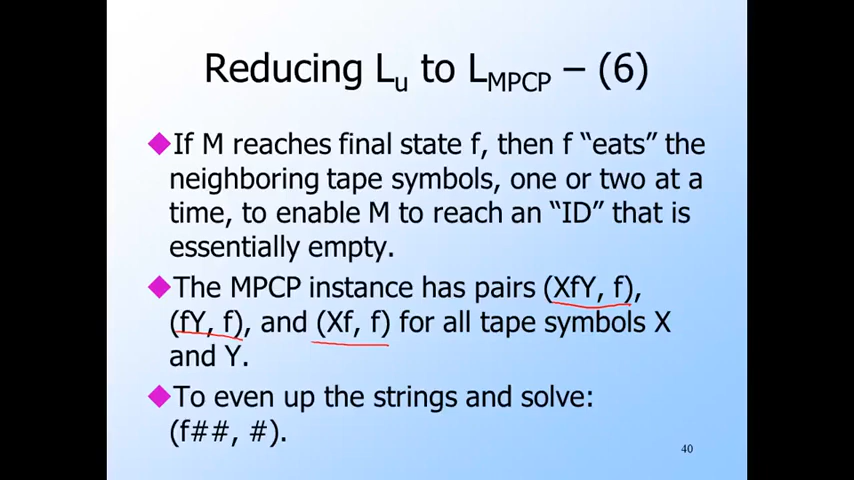 Reducing Lu to LMPCP – (6)
If M reaches final state f, then f “eats” the
neighboring tape symbols, one or two at a
time, to enable M to reach an “ID” that is
essentially empty.
The MPCP instance has pairs (XfY, f),
(fY, f), and (Xf, f) for all tape symbols X
and Y.
To even up the strings and solve:
(f##, #).
40